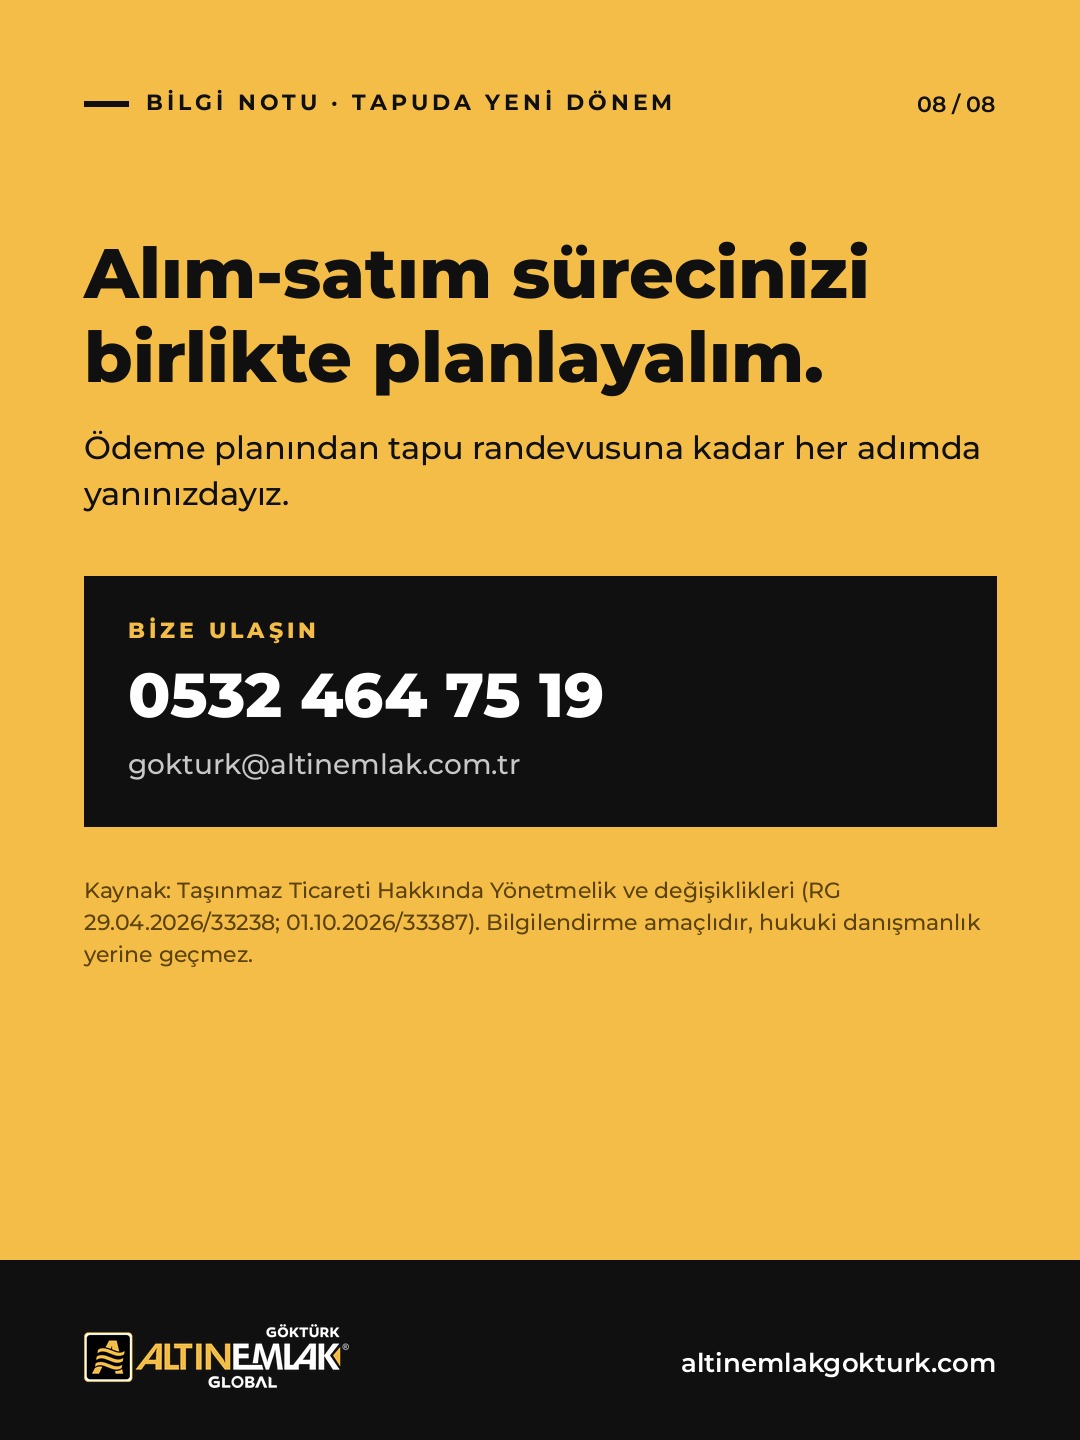 BİLGİ NOTU · TAPUDA YENİ DÖNEM
08 / 08
Alım-satım sürecinizi
birlikte planlayalım.
Ödeme planından tapu randevusuna kadar her adımda
yanınızdayız.
BİZE ULAŞIN
0532 464 75 19
gokturk@altinemlak.com.tr
Kaynak: Taşınmaz Ticareti Hakkında Yönetmelik ve değişiklikleri (RG
29.04.2026/33238; 01.10.2026/33387). Bilgilendirme amaçlıdır, hukuki danışmanlık
yerine geçmez.
GÖKTÜRK
ALTINEMLAK®
GLOBAL
altinemlakgokturk.com